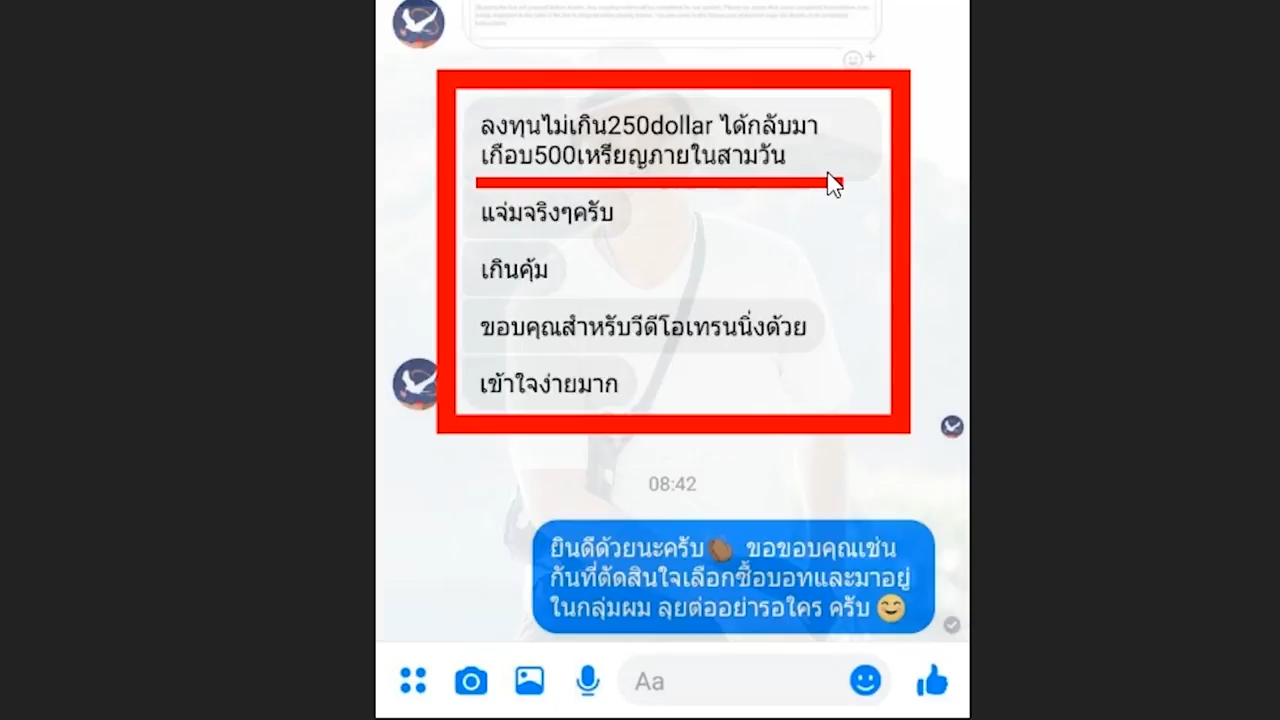 ลงทุนไม่เกิน250dollar ได้กลับมา
เกือบ500เหรียญภายในสามวัน
แจ่มจริงๆครับ
เกินคุ้ม
ขอบคุณสำหรับวีดีโอเทรนนิ่งด้วย
เข้าใจง่ายมาก
08:42
ยินดีด้วยนะครับ👏🏾 ขอขอบคุณเช่น
กันที่ตัดสินใจเลือกซื้อบอทและมาอยู่
ในกลุ่มผม ลุยต่ออย่ารอใคร ครับ😊
Aa